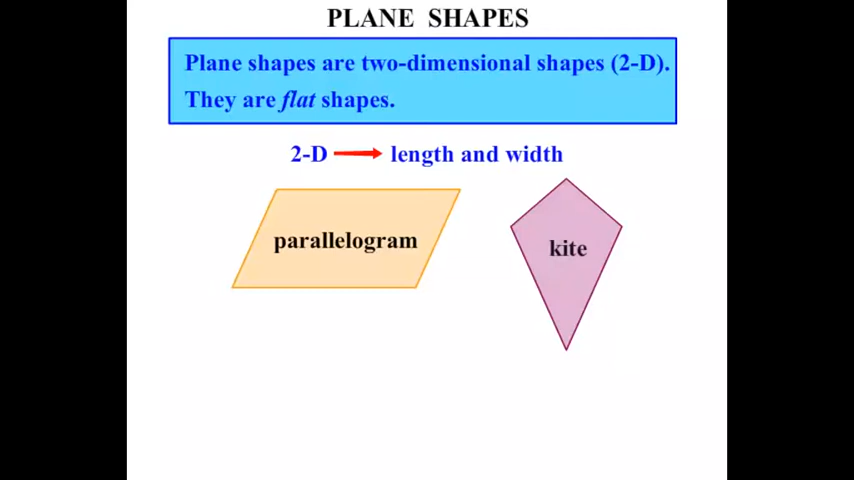 PLANE SHAPES
Plane shapes are two-dimensional shapes (2-D).
They are flat shapes.
2-D length and width
parallelogram
kite